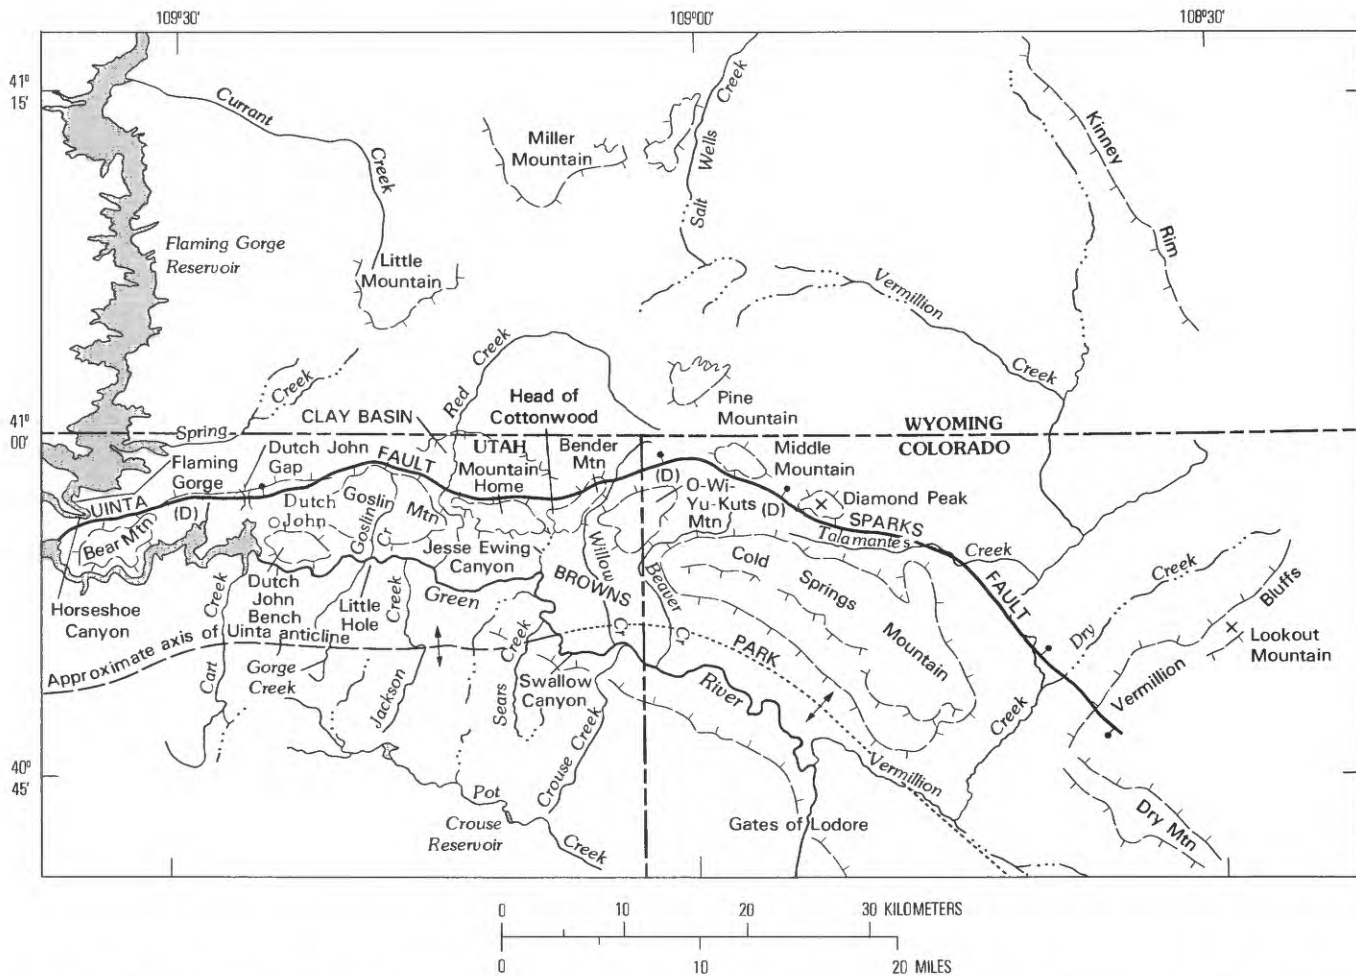 109°30'
109°00'
108°30'
41°
15'
Currant
Creek
Miller
Mountain
Creek
Wells
Salt
Kinney
Rim
Flaming Gorge
Reservoir
Little
Mountain
Vermillion
Creek
Creek
Red
Creek
Pine
Mountain
CLAY BASIN
Head of
Cottonwood
41°
00'
Spring
WYOMING
COLORADO
Flaming
Gorge
Dutch John
Gap
UTAH
Mountain
Home
Bender
Mtn
Middle
Mountain
UINTA
FAULT
(D)
(D)
(D)
O-Wi-
Yu-Kuts
Mtn
Diamond Peak
SPARKS
FAULT
Bear Mtn
Dutch
John
Goslin
Mtn
Goslin
Cr
Jesse Ewing
Canyon
Talamantes
Creek
Willow
Cr
Beaver
Cr
Cold
Springs
Mountain
BROWNS
PARK
Horseshoe
Canyon
Dutch
John
Bench
Little
Hole
Green
River
Creek
Bluffs
Dry
Lookout
Mountain
Vermillion
Approximate axis of Uinta anticline
Cart
Creek
Gorge
Creek
Jackson
Creek
Sears
Creek
Swallow
Canyon
Crouse Creek
Creek
Vermillion
40°
45'
Pot
Creek
Crouse
Reservoir
Gates of Lodore
Dry Mtn
0 10 20 30 KILOMETERS
0 10 20 MILES